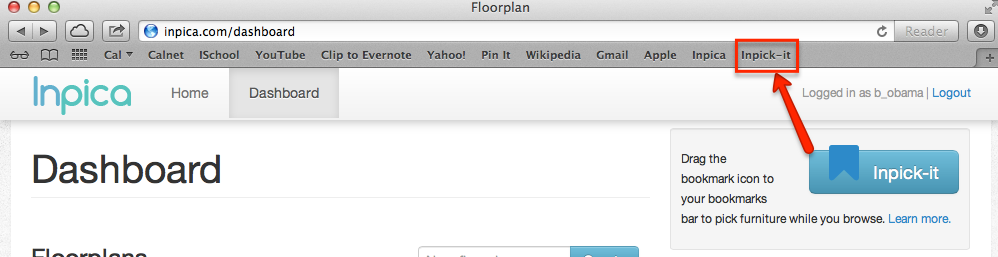 Floorplan
inpica.com/dashboard
Reader
Cal Calnet ISchool YouTube Clip to Evernote Yahoo! Pin It Wikipedia Gmail Apple Inpica Inpick-it
Inpica Home Dashboard Logged in as b_obama | Logout
Dashboard
Drag the
bookmark icon to
your bookmarks
bar to pick furniture while you browse. Learn more.
Inpick-it
Floorplans